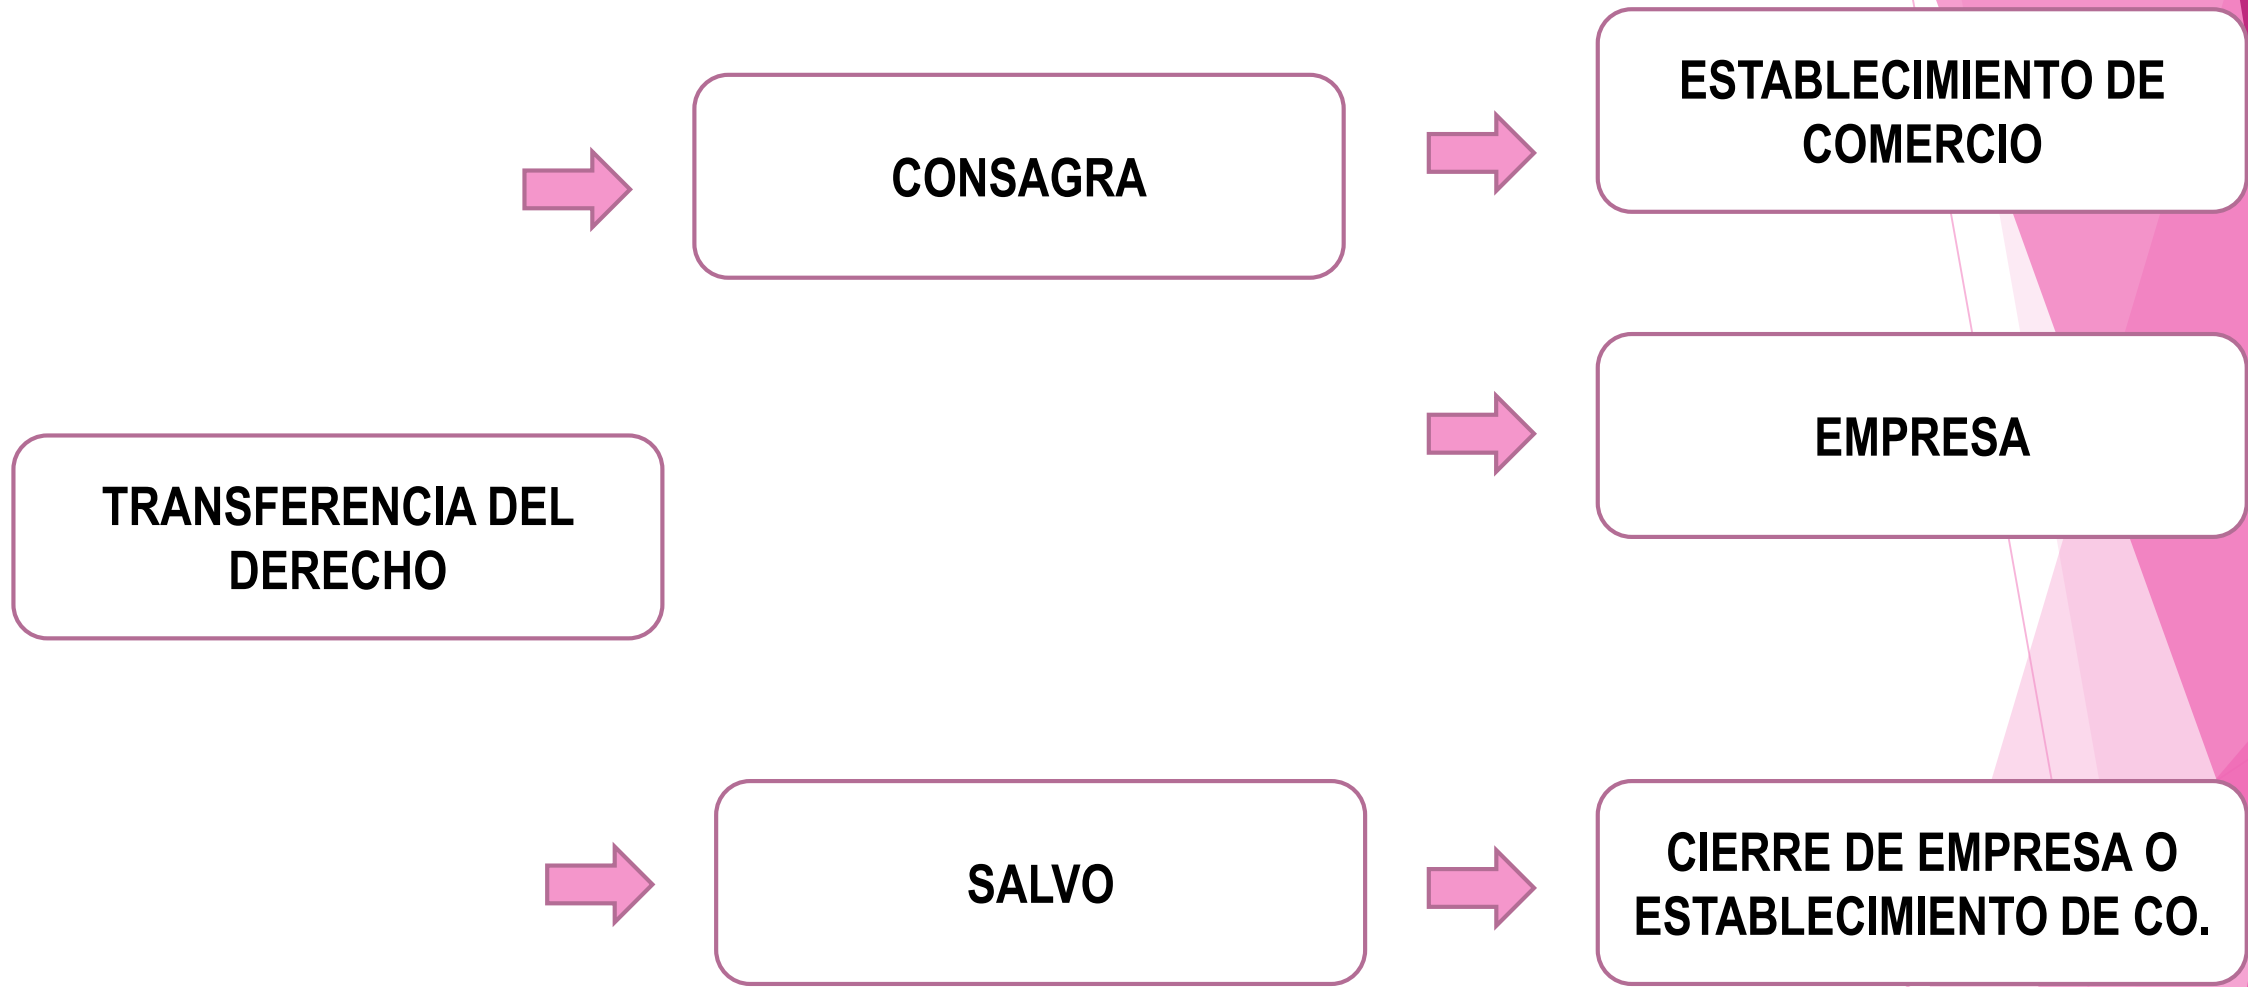 TRANSFERENCIA DEL
DERECHO
CONSAGRA
ESTABLECIMIENTO DE
COMERCIO
EMPRESA
SALVO
CIERRE DE EMPRESA O
ESTABLECIMIENTO DE CO.